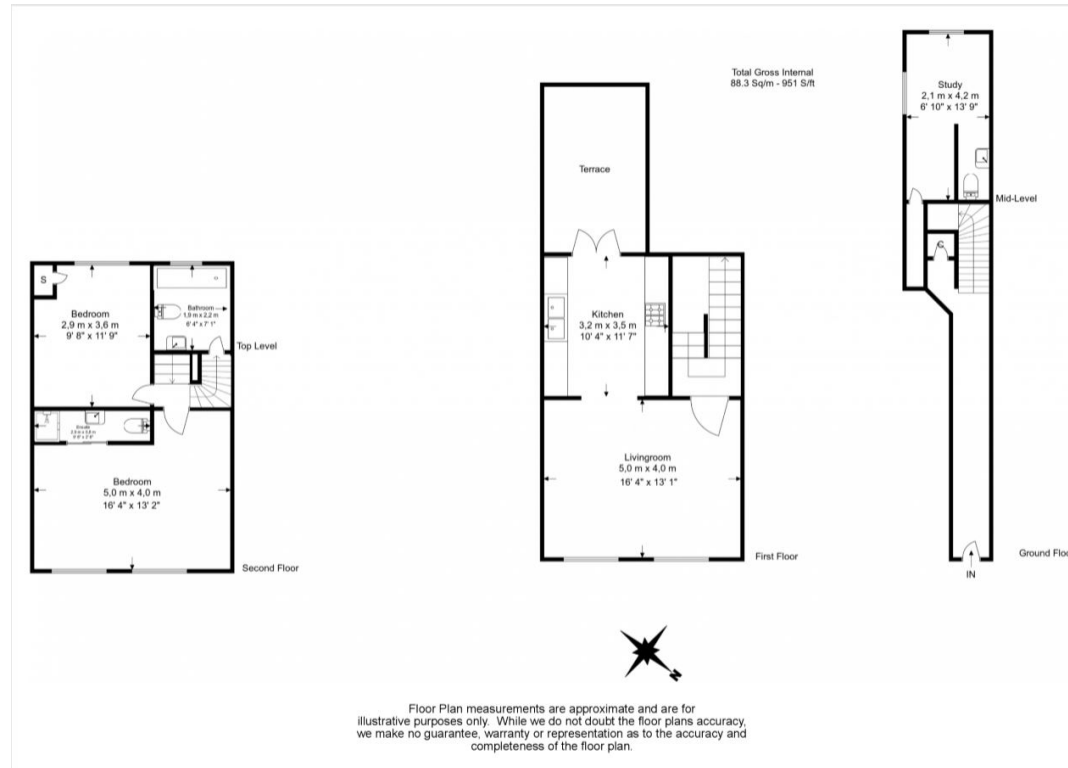 Total Gross Internal
88.3 Sq/m - 951 S/ft
Study
2,1 m x 4,2 m
6' 10" x 13' 9"
Mid-Level
C
Ground Floo
IN
Terrace
Kitchen
3,2 m x 3,5 m
10' 4" x 11' 7"
Livingroom
5,0 m x 4,0 m
16' 4" x 13' 1"
First Floor
S
Bedroom
2,9 m x 3,6 m
9' 8" x 11' 9"
Bathroom
1,9 m x 2,2 m
6' 4" x 7' 1"
Top Level
Bedroom
5,0 m x 4,0 m
16' 4" x 13' 2"
Second Floor
N
Floor Plan measurements are approximate and are for
illustrative purposes only. While we do not doubt the floor plans accuracy,
we make no guarantee, warranty or representation as to the accuracy and
completeness of the floor plan.